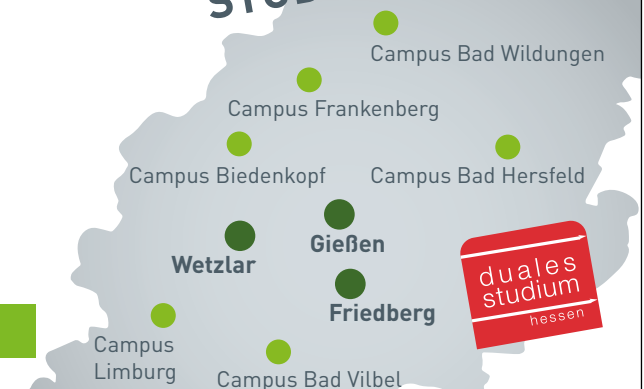 Campus Bad Wildungen
Campus Frankenberg
Campus Biedenkopf
Campus Bad Hersfeld
Gießen
Wetzlar
duales
studium
hessen
Friedberg
Campus
Limburg
Campus Bad Vilbel